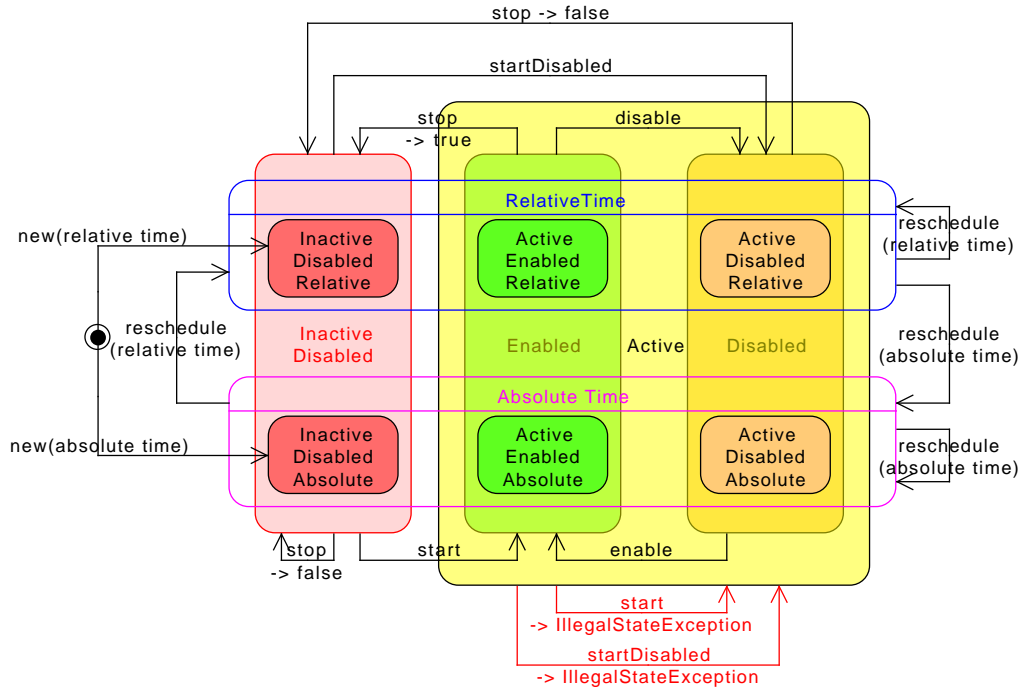 stop -> false
startDisabled
stop
-> true
disable
RelativeTime
new(relative time)
Inactive
Disabled
Relative
Active
Enabled
Relative
Active
Disabled
Relative
reschedule
(relative time)
reschedule
(relative time)
Inactive
Disabled
Enabled
Active
Disabled
reschedule
(absolute time)
Absolute Time
new(absolute time)
Inactive
Disabled
Absolute
Active
Enabled
Absolute
Active
Disabled
Absolute
reschedule
(absolute time)
stop
-> false
start
enable
start
-> IllegalStateException
startDisabled
-> IllegalStateException